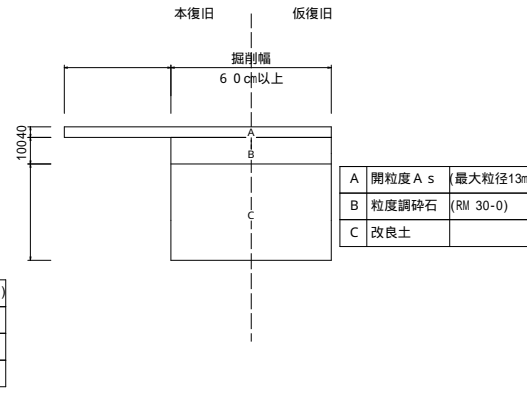 本復旧 仮復旧
掘削幅
60㎝以上
40
100
A
B
C
A 開粒度As (最大粒径13m
B 粒度調砕石 (RM 30-0)
C 改良土
)